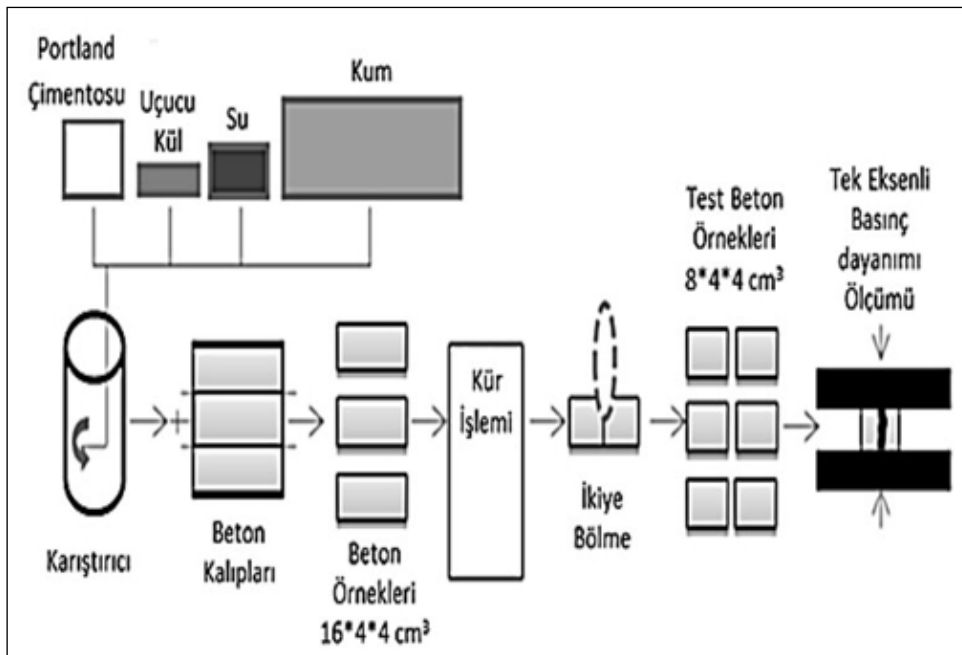 Portland
Çimentosu
Uçucu
Kül
Su
Kum
Karıştırıcı
Beton
Kalıpları
Beton
Örnekleri
16*4*4 cm³
Kür
İşlemi
İkiye
Bölme
Test Beton
Örnekleri
8*4*4 cm³
Tek Eksenli
Basınç
dayanımı
Ölçümü